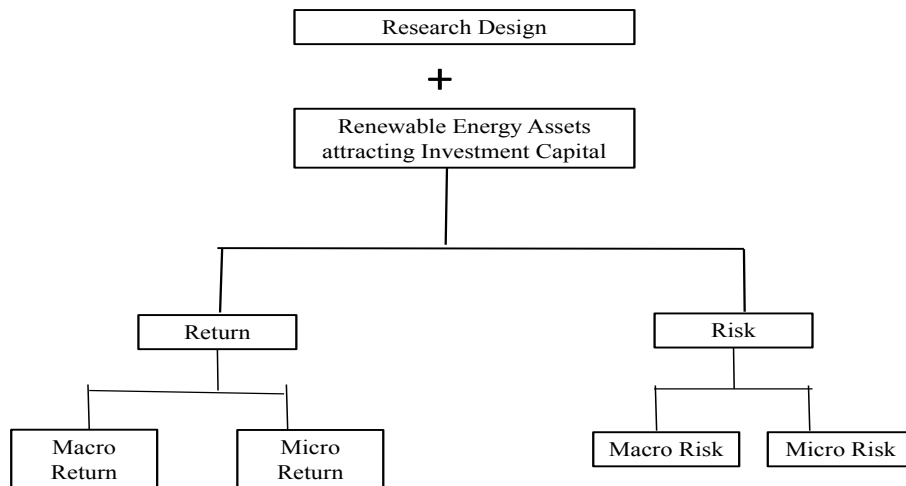 Research Design
+
Renewable Energy Assets
attracting Investment Capital
Return
Risk
Macro
Return
Micro
Return
Macro Risk
Micro Risk